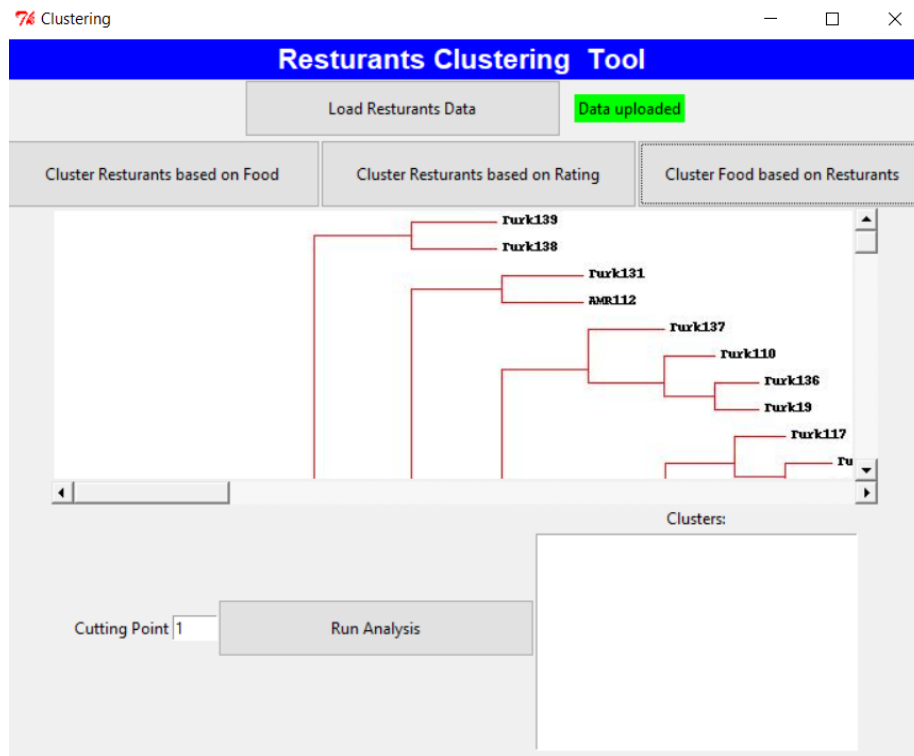 Clustering
Resturants Clustering Tool
Load Resturants Data
Data uploaded
Cluster Resturants based on Food
Cluster Resturants based on Rating
Cluster Food based on Resturants
Turk139
Turk138
Turk131
AMR112
Turk137
Turk110
Turk136
Turk19
Turk117
Tu
Clusters:
Cutting Point 1
Run Analysis